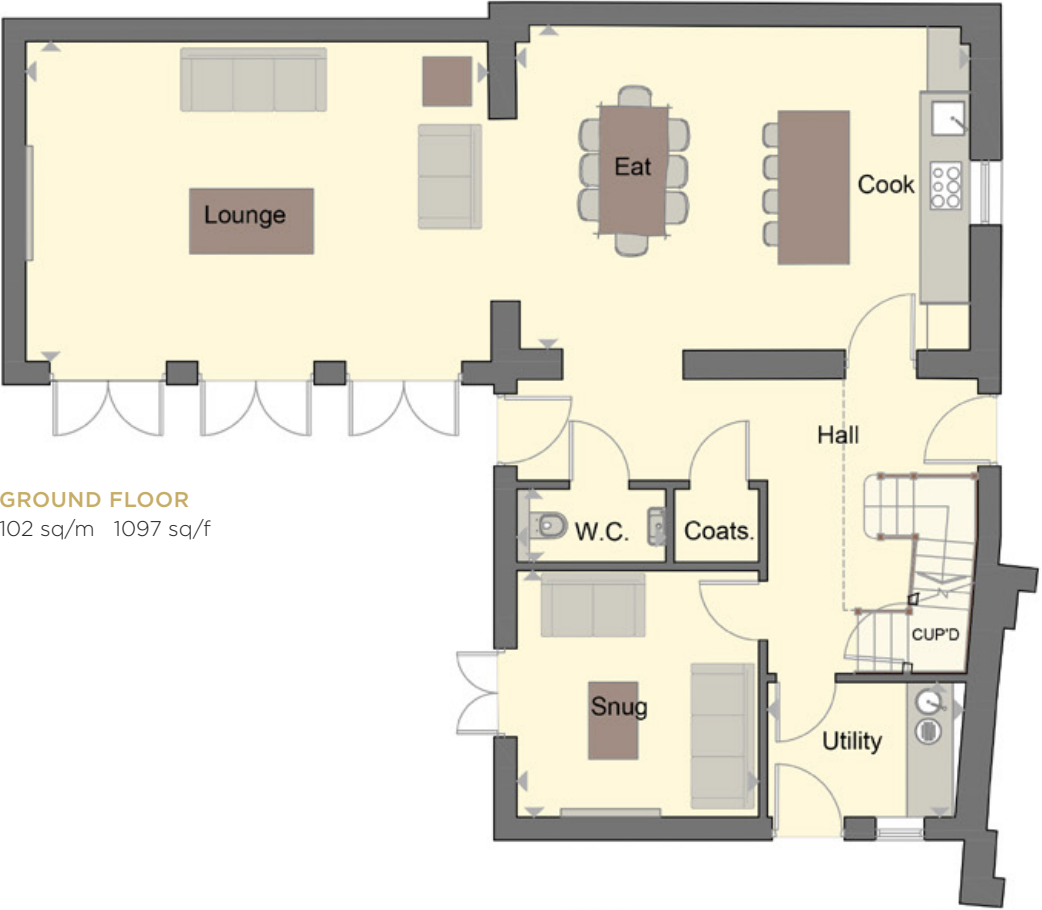 Eat
Cook
Lounge
Hall
GROUND FLOOR
102 sq/m 1097 sq/f
W.C.
Coats.
CUP'D
Snug
Utility